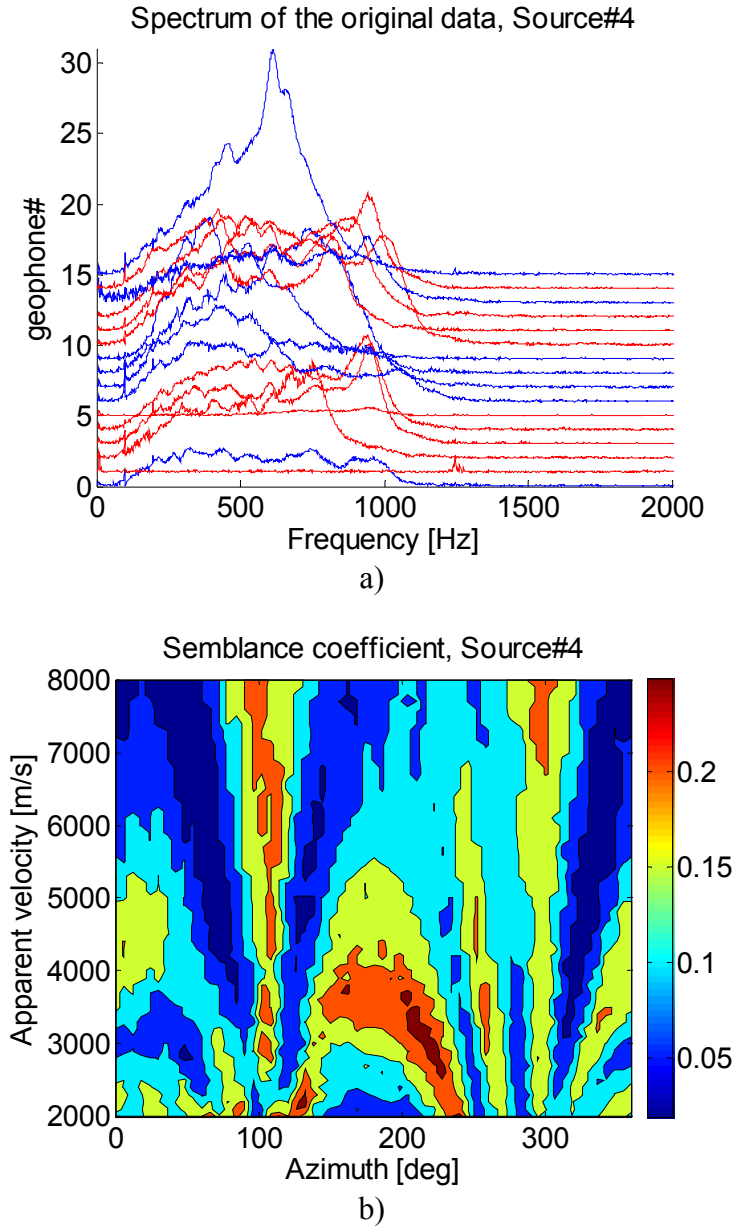 Spectrum of the original data, Source#4
30
25
20
15
10
5
0
geophone#
0 500 1000 1500 2000
Frequency [Hz]
a)
Semblance coefficient, Source#4
8000
7000
6000
5000
4000
3000
2000
Apparent velocity [m/s]
0 100 200 300
Azimuth [deg]
0.2
0.15
0.1
0.05
b)